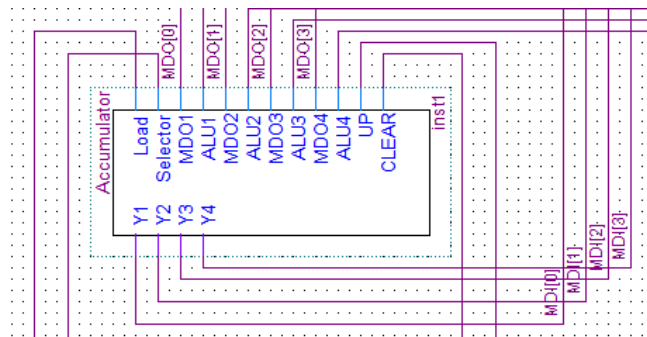 MDO[0]
MDO[1]
MDO[2]
MDO[3]
Accumulator
inst1
Load
Selector
MDO1
ALU1
MDO2
ALU2
MDO3
ALU3
MDO4
ALU4
UP
CLEAR
Y1
Y2
Y3
Y4
MDI[0]
MDI[1]
MDI[2]
MDI[3]